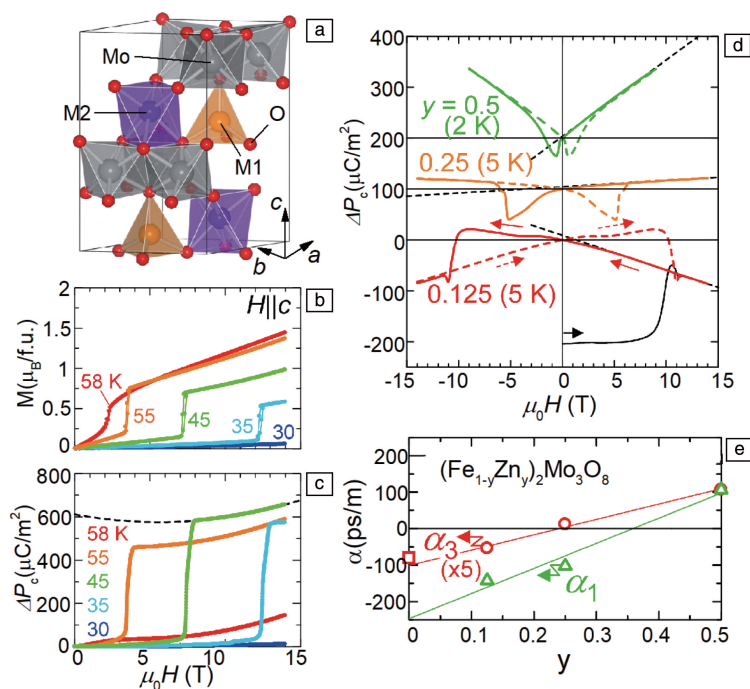 a
Mo
M2
O
M1
c
b
a
b
H||c
M(μB/f.u.)
2
1.5
1
0.5
0
58 K
55
45
35
30
0
5
10
μ0H (T)
c
ΔPc(μC/m²)
800
600
400
200
0
58 K
55
45
35
30
0
5
10
μ0H (T)
d
ΔPc(μC/m²)
400
300
200
100
0
-100
-200
y = 0.5
(2 K)
0.25 (5 K)
0.125 (5 K)
-15
-10
-5
0
5
10
15
μ0H (T)
e
(Fe1-yZny)2Mo3O8
α(ps/m)
200
150
100
50
0
-50
-100
-150
-200
α3
(x5)
α1
0
0.1
0.2
0.3
0.4
0.5
y